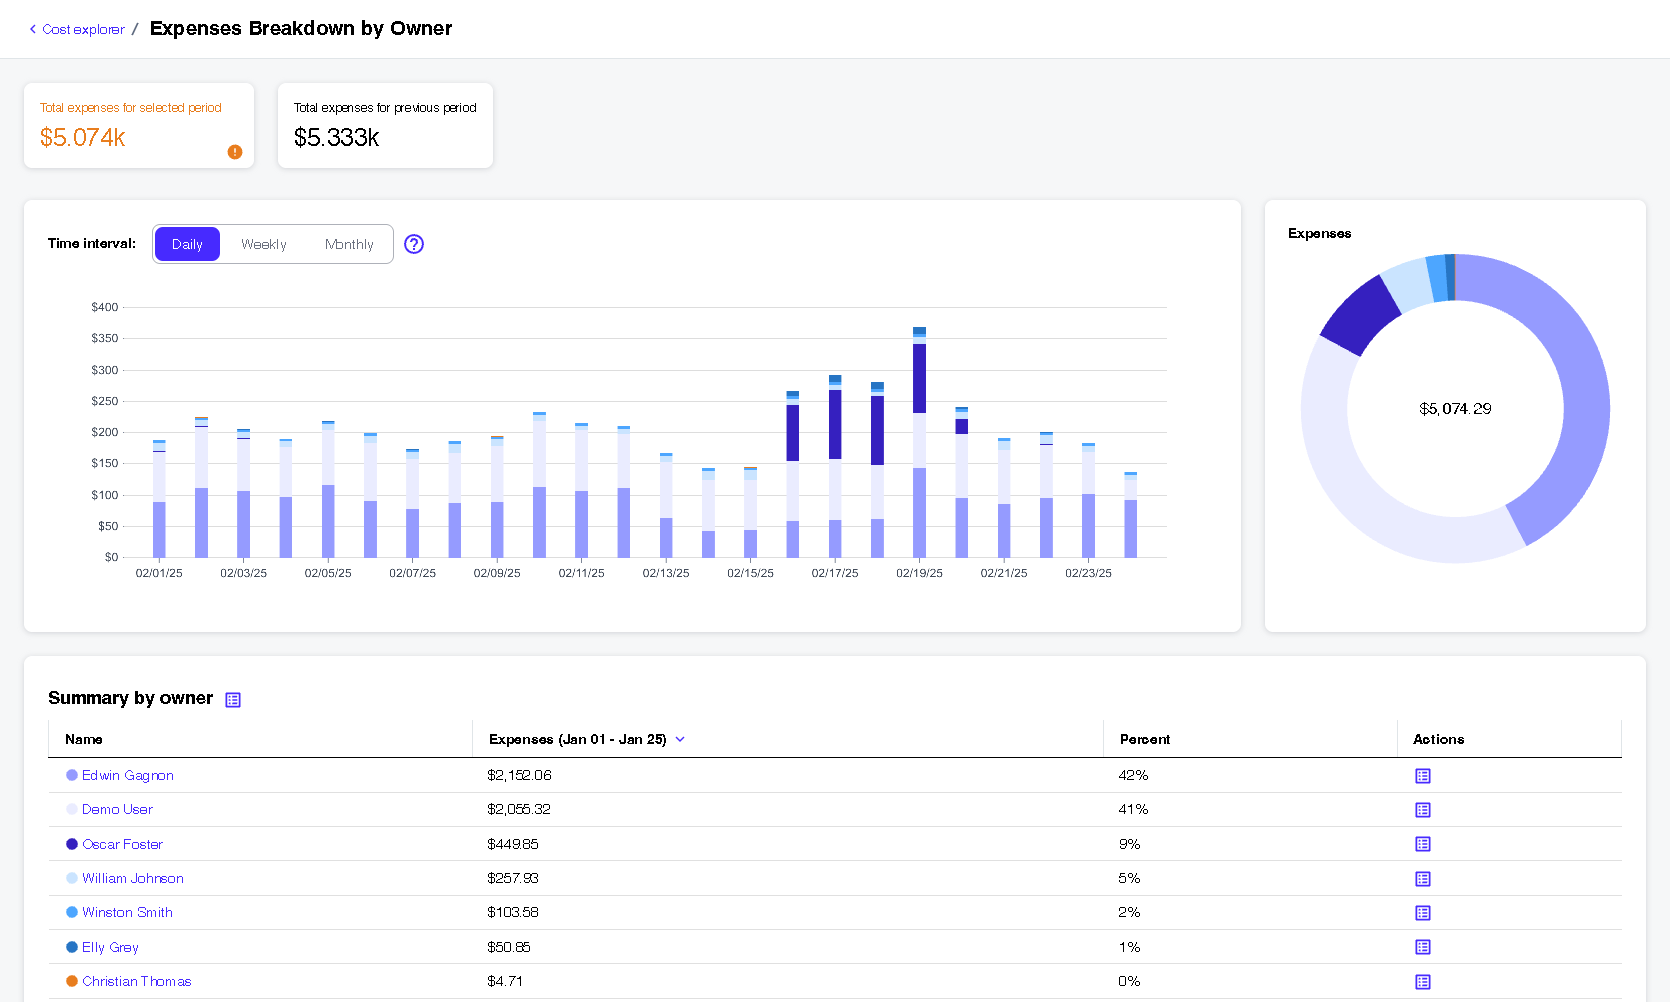 Cost explorer / Expenses Breakdown by Owner
Total expenses for selected period
$5.074k
Total expenses for previous period
$5.333k
Time interval:
Daily
Weekly
Monthly
$400
$350
$300
$250
$200
$150
$100
$50
$0
02/01/25
02/03/25
02/05/25
02/07/25
02/09/25
02/11/25
02/13/25
02/15/25
02/17/25
02/19/25
02/21/25
02/23/25
Expenses
$5,074.29
Summary by owner
Name Expenses (Jan 01 - Jan 25) Percent Actions
Edwin Gagnon $2,152.06 42%
Demo User $2,055.32 41%
Oscar Foster $449.85 9%
William Johnson $257.93 5%
Winston Smith $103.58 2%
Elly Grey $50.85 1%
Christian Thomas $4.71 0%